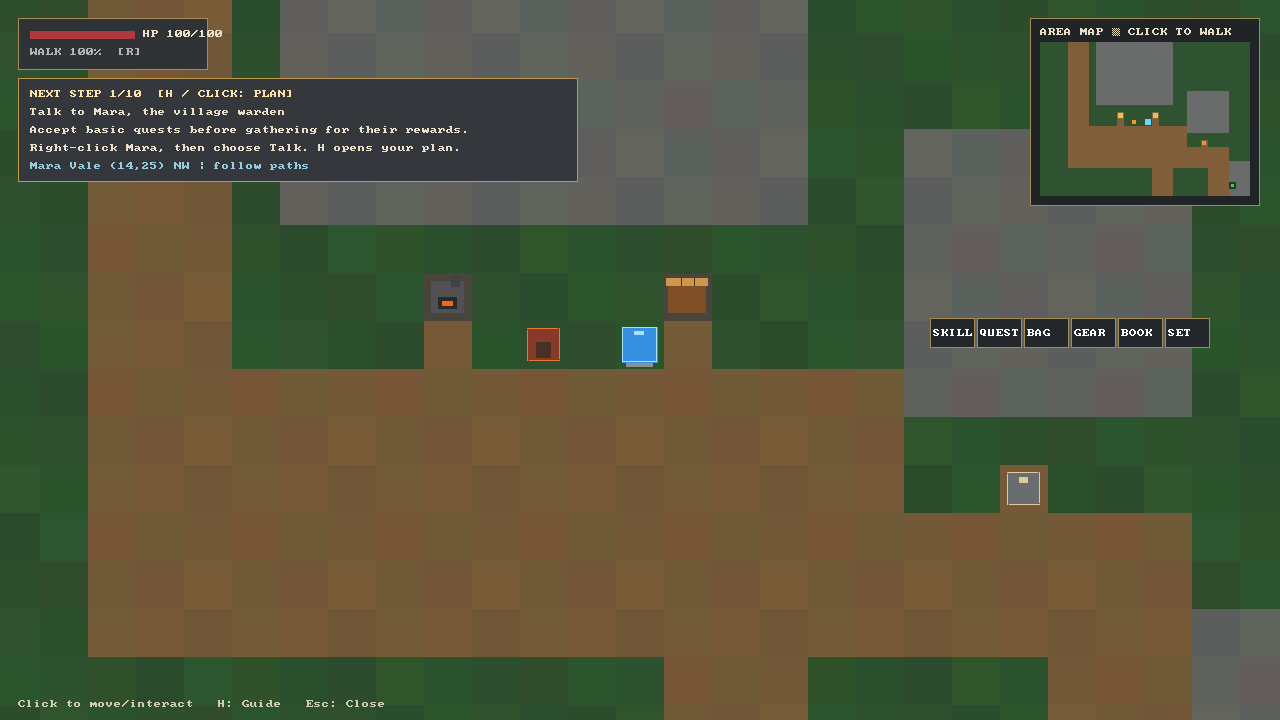 HP 100/100
WALK 100% [R]
NEXT STEP 1/10 [H / CLICK: PLAN]
Talk to Mara, the village warden
Accept basic quests before gathering for their rewards.
Right-click Mara, then choose Talk. H opens your plan.
Mara Vale (14,25) NW ¦ follow paths
AREA MAP ▒ CLICK TO WALK
SKILL QUEST BAG GEAR BOOK SET
Click to move/interact H: Guide Esc: Close